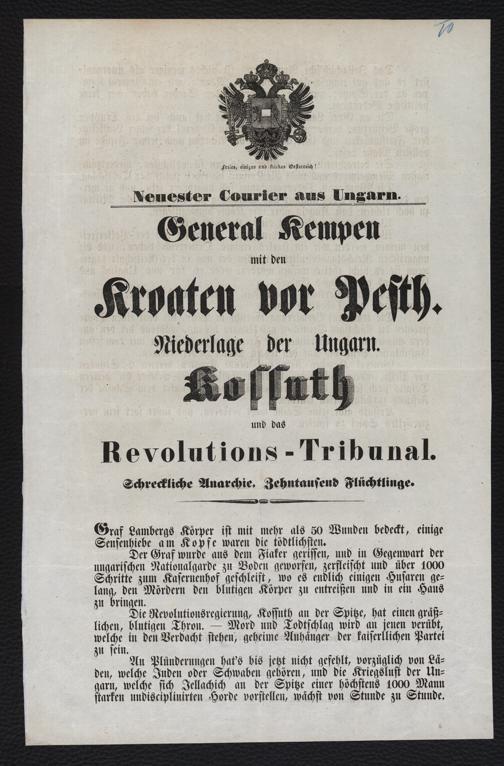 TO
Freies, einiges und starkes Oesterreich!
Neuester Courier aus Ungarn.
General Kempen
mit den
Kroaten vor Pesth.
Niederlage der Ungarn.
Kossuth
und das
Revolutions-Tribunal.
Schreckliche Anarchie. Zehntausend Flüchtlinge.
Graf Lambergs Körper ist mit mehr als 50 Wunden bedeckt, einige
Sensenhiebe am Kopfe waren die tödtlichsten.
Der Graf wurde aus dem Fiaker gerissen, und in Gegenwart der
ungarischen Nationalgarde zu Boden geworfen, zerfleischt und über 1000
Schritte zum Kasernenhof geschleift, wo es endlich einigen Husaren ge-
lang, den Mördern den blutigen Körper zu entreißen und in ein Haus
zu bringen.
Die Revolutionsregierung, Kossuth an der Spitze, hat einen gräß-
lichen, blutigen Thron. — Mord und Todtschlag wird an jenen verübt,
welche in den Verdacht stehen, geheime Anhänger der kaiserllichen Partei
zu sein.
An Plünderungen hat's bis jetzt nicht gefehlt, vorzüglich von Lä-
den, welche Juden oder Schwaben gehören, und die Kriegslust der Un-
garn, welche sich Jellachich an der Spitze einer höchstens 1000 Mann
starken undisciplinirten Horde vorstellen, wächst von Stunde zu Stunde.